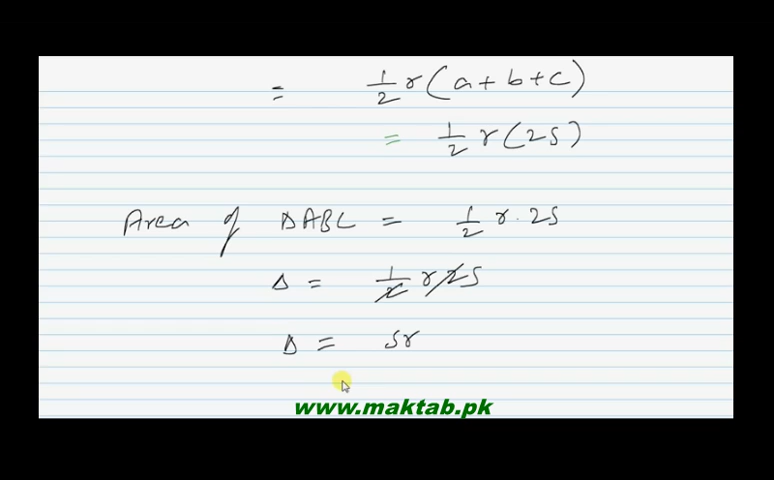 = 1/2 r (a + b + c)
= 1/2 r (2S)
Area of ΔABC = 1/2 r . 2S
Δ = 1/2 r 2S
Δ = Sr
www.maktab.pk